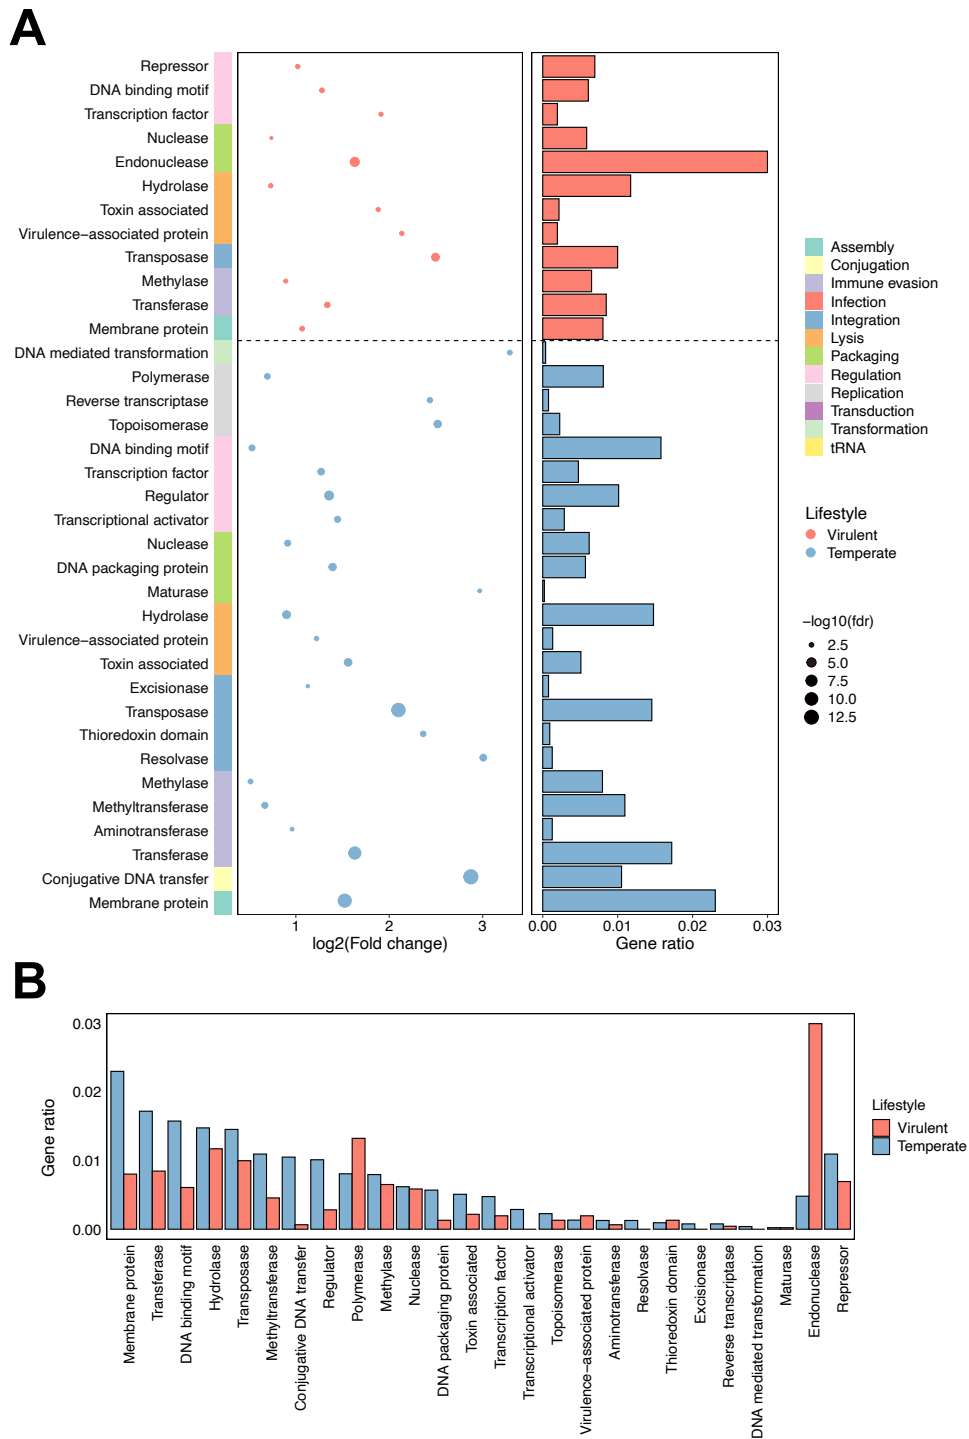 A
Repressor
DNA binding motif
Transcription factor
Nuclease
Endonuclease
Hydrolase
Toxin associated
Virulence−associated protein
Transposase
Methylase
Transferase
Membrane protein
DNA mediated transformation
Polymerase
Reverse transcriptase
Topoisomerase
DNA binding motif
Transcription factor
Regulator
Transcriptional activator
Nuclease
DNA packaging protein
Maturase
Hydrolase
Virulence−associated protein
Toxin associated
Excisionase
Transposase
Thioredoxin domain
Resolvase
Methylase
Methyltransferase
Aminotransferase
Transferase
Conjugative DNA transfer
Membrane protein
1 2 3
log2(Fold change)
0.00 0.01 0.02 0.03
Gene ratio
Assembly
Conjugation
Immune evasion
Infection
Integration
Lysis
Packaging
Regulation
Replication
Transduction
Transformation
tRNA
Lifestyle
Virulent
Temperate
−log10(fdr)
2.5
5.0
7.5
10.0
12.5
B
0.03
0.02
0.01
0.00
Gene ratio
Membrane protein
Transferase
DNA binding motif
Hydrolase
Transposase
Methyltransferase
Conjugative DNA transfer
Regulator
Polymerase
Methylase
Nuclease
DNA packaging protein
Toxin associated
Transcription factor
Transcriptional activator
Topoisomerase
Virulence−associated protein
Aminotransferase
Resolvase
Thioredoxin domain
Excisionase
Reverse transcriptase
DNA mediated transformation
Maturase
Endonuclease
Repressor
Lifestyle
Virulent
Temperate